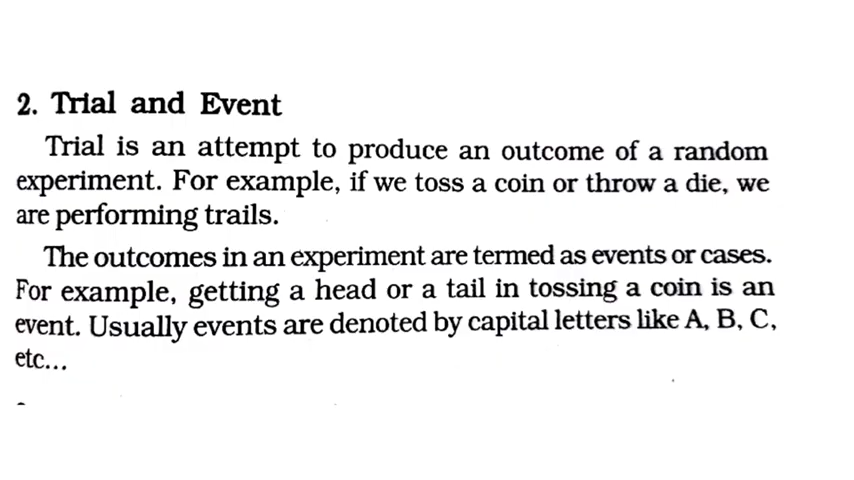 2. Trial and Event
Trial is an attempt to produce an outcome of a random
experiment. For example, if we toss a coin or throw a die, we
are performing trails.
The outcomes in an experiment are termed as events or cases.
For example, getting a head or a tail in tossing a coin is an
event. Usually events are denoted by capital letters like A, B, C,
etc...